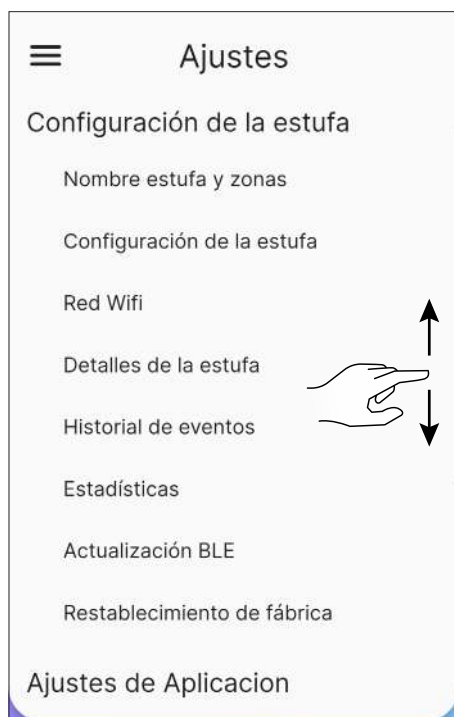 Ajustes
Configuración de la estufa
Nombre estufa y zonas
Configuración de la estufa
Red Wifi
Detalles de la estufa
Historial de eventos
Estadísticas
Actualización BLE
Restablecimiento de fábrica
Ajustes de Aplicacion